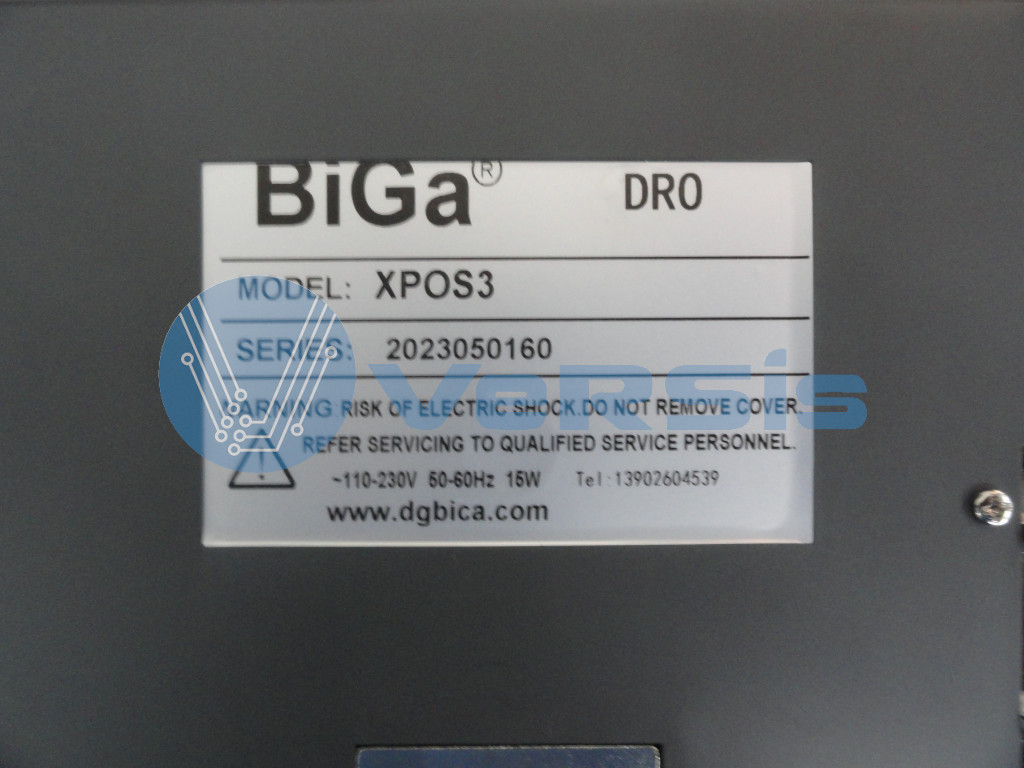 BiGa® DRO
MODEL: XPOS3
SERIES: 2023050160
WARNING RISK OF ELECTRIC SHOCK.DO NOT REMOVE COVER.
REFER SERVICING TO QUALIFIED SERVICE PERSONNEL.
~110-230V 50-60Hz 15W Tel:13902604539
www.dgbica.com
VerSis